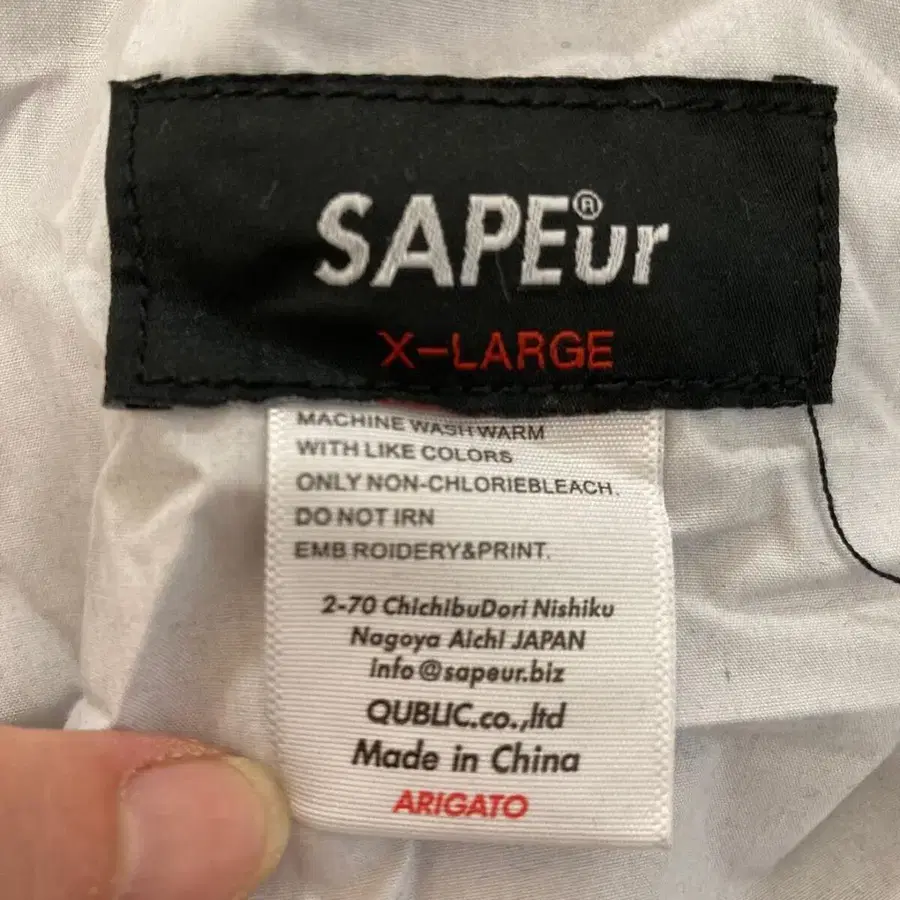 SAPEur®
X-LARGE
MACHINE WASH WARM
WITH LIKE COLORS
ONLY NON-CHLORIEBLEACH.
DO NOT IRN
EMB ROIDERY&PRINT.
2-70 ChichibuDori Nishiku
Nagoya Aichi JAPAN
info@sapeur.biz
QUBLIC.co.,ltd
Made in China
ARIGATO